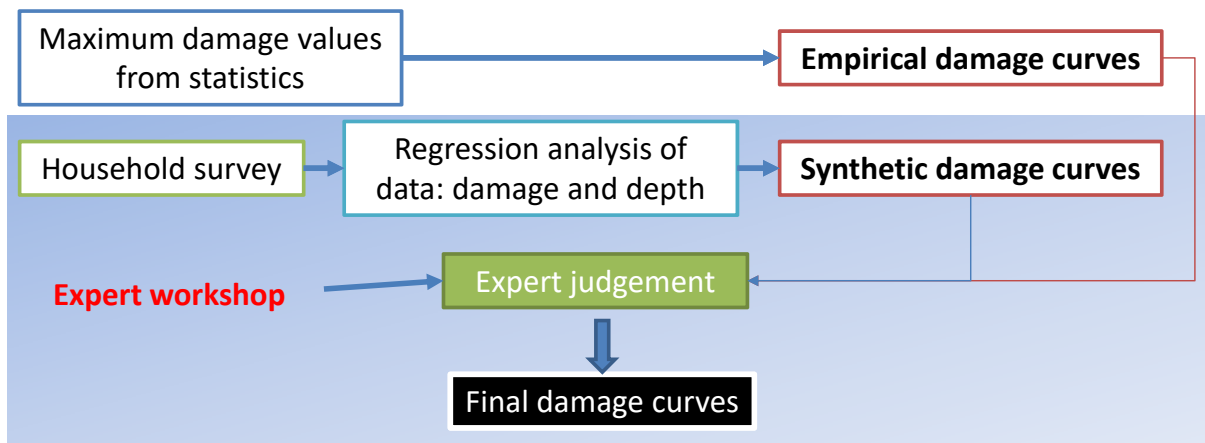 Maximum damage values
from statistics
Empirical damage curves
Household survey
Regression analysis of
data: damage and depth
Synthetic damage curves
Expert workshop
Expert judgement
Final damage curves